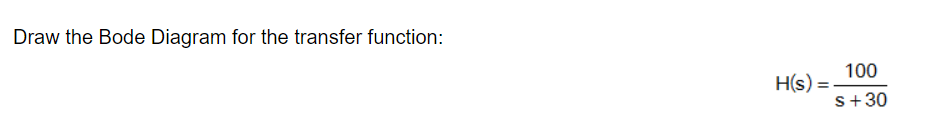 Draw the Bode Diagram for the transfer function:
H(s) = 100
s + 30